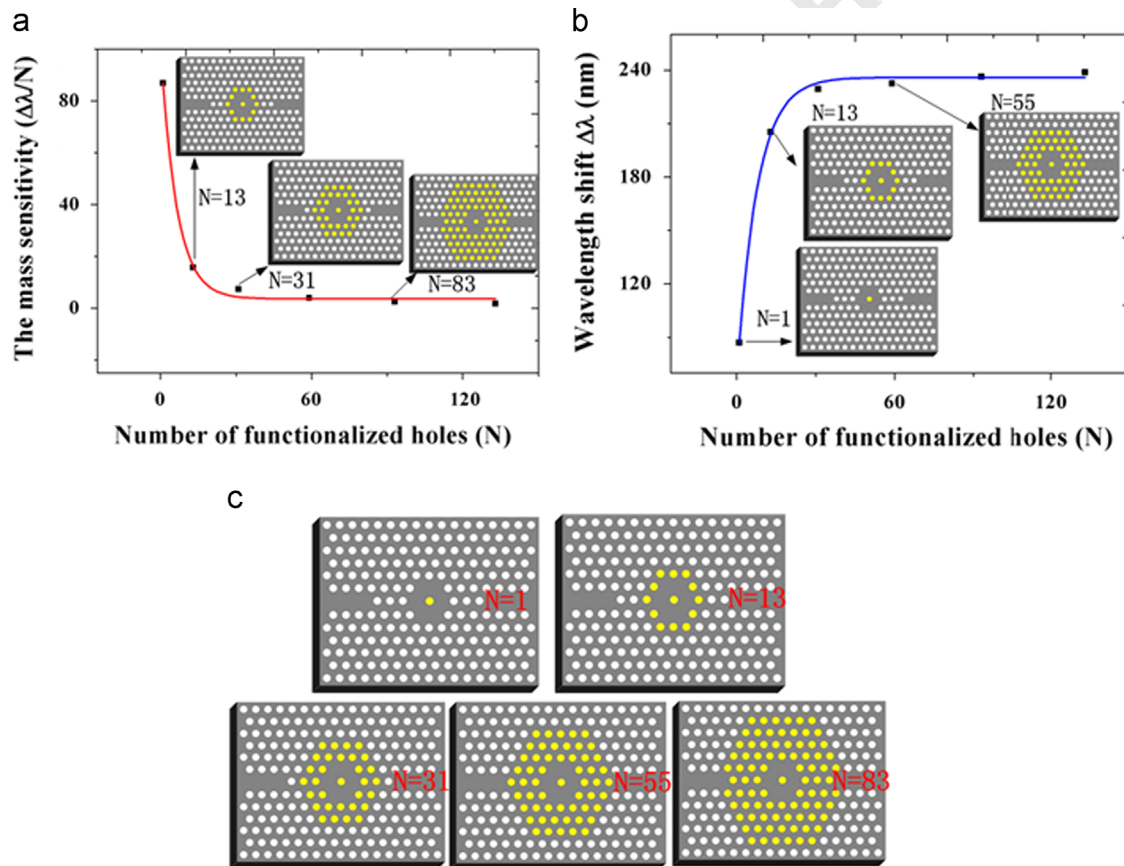 a
The mass sensitivity (Δλ/N)
80
40
0
N=13
N=31
N=83
0 60 120
Number of functionalized holes (N)
b
Wavelength shift Δλ (nm)
240
180
120
N=13
N=55
N=1
0 60 120
Number of functionalized holes (N)
c
N=1
N=13
N=31
N=55
N=83